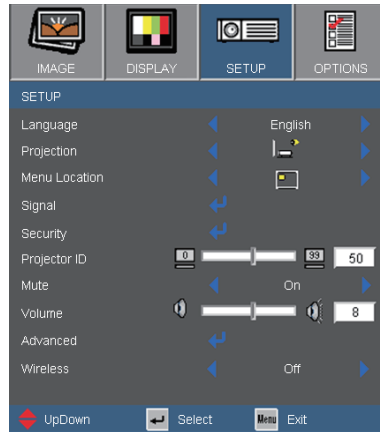 IMAGE DISPLAY SETUP OPTIONS
SETUP
Language English
Projection
Menu Location
Signal
Security
Projector ID 0 99 50
Mute On
Volume 8
Advanced
Wireless Off
UpDown Select Menu Exit